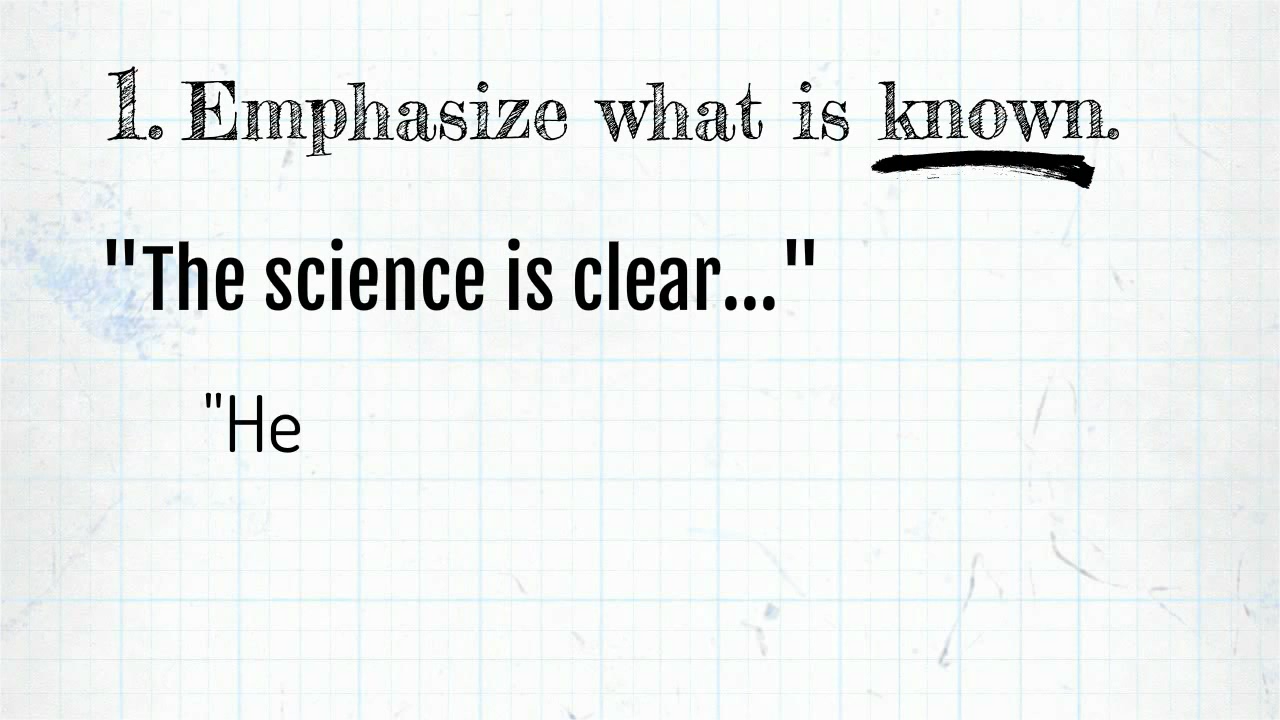 1. Emphasize what is known.
"The science is clear..."
"He